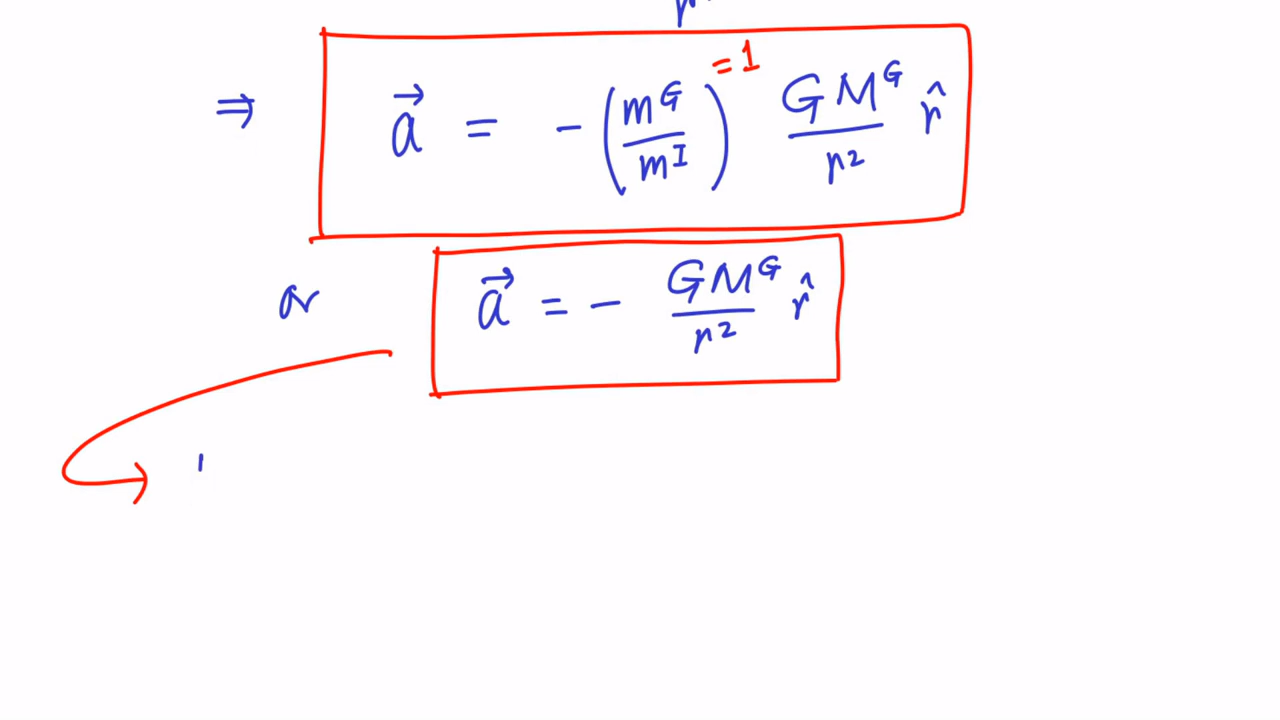 ⇒ a⃗ = - (m^G / m^I)^{=1} GM^G / r² r̂
or a⃗ = - GM^G / r² r̂